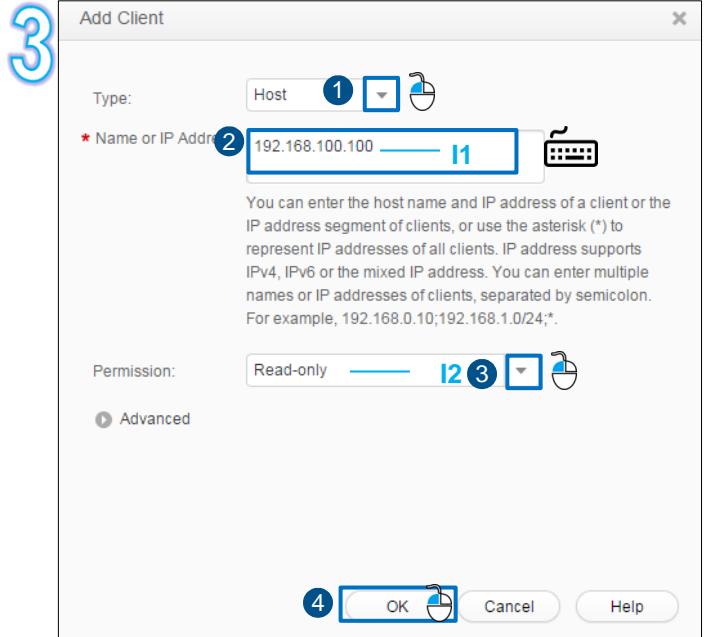 3
Add Client
Type:
Host
1
* Name or IP Addre
2
192.168.100.100
I1
You can enter the host name and IP address of a client or the
IP address segment of clients, or use the asterisk (*) to
represent IP addresses of all clients. IP address supports
IPv4, IPv6 or the mixed IP address. You can enter multiple
names or IP addresses of clients, separated by semicolon.
For example, 192.168.0.10;192.168.1.0/24;*.
Permission:
Read-only
I2
3
Advanced
4
OK
Cancel
Help